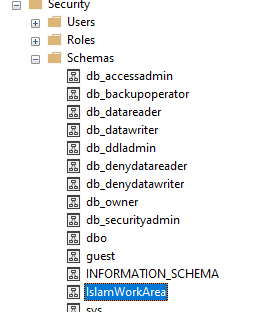 Security
Users
Roles
Schemas
db_accessadmin
db_backupoperator
db_datareader
db_datawriter
db_ddladmin
db_denydatareader
db_denydatawriter
db_owner
db_securityadmin
dbo
guest
INFORMATION_SCHEMA
IslamWorkArea
sys